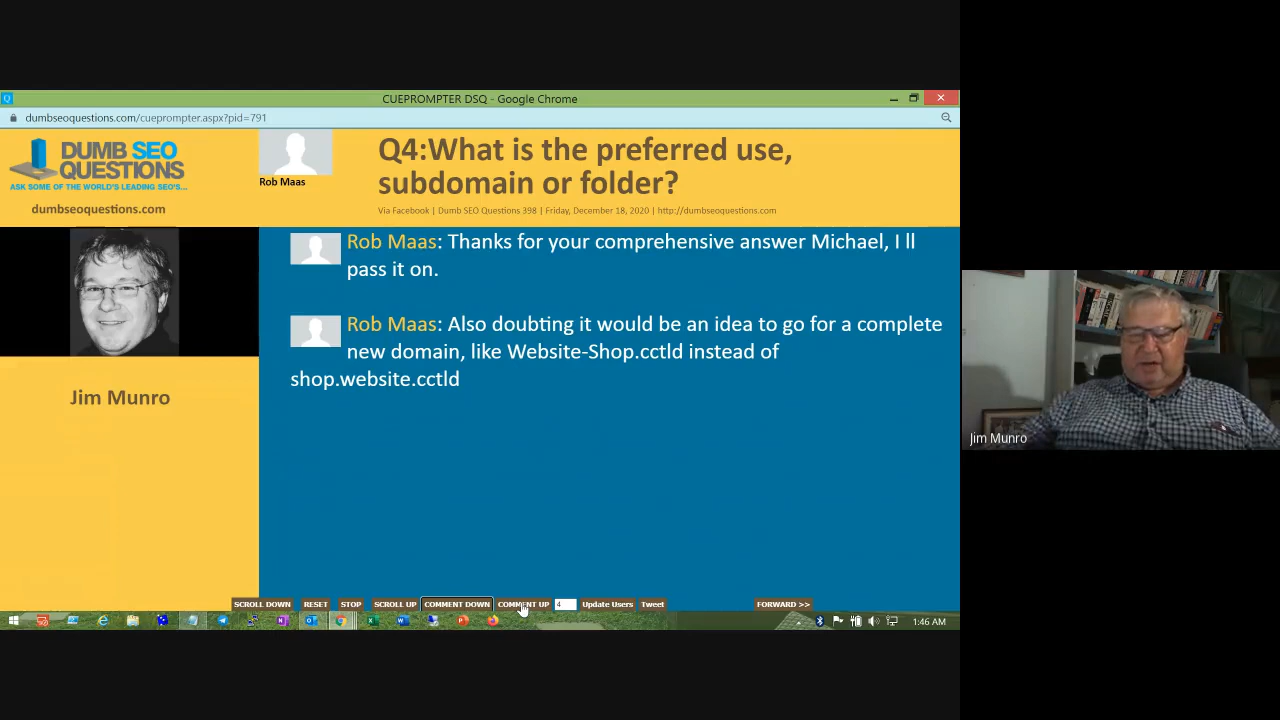 CUEPROMPTER DSQ - Google Chrome
dumbseoquestions.com/cueprompter.aspx?pid=791
DUMB SEO
QUESTIONS
ASK SOME OF THE WORLD'S LEADING SEO'S...
dumbseoquestions.com
Rob Maas
Q4:What is the preferred use,
subdomain or folder?
Via Facebook | Dumb SEO Questions 398 | Friday, December 18, 2020 | http://dumbseoquestions.com
Jim Munro
Rob Maas: Thanks for your comprehensive answer Michael, I ll
pass it on.
Rob Maas: Also doubting it would be an idea to go for a complete
new domain, like Website-Shop.cctld instead of
shop.website.cctld
Jim Munro
SCROLL DOWN RESET STOP SCROLL UP COMMENT DOWN COMMENT UP 4 Update Users Tweet FORWARD >>
1:46 AM